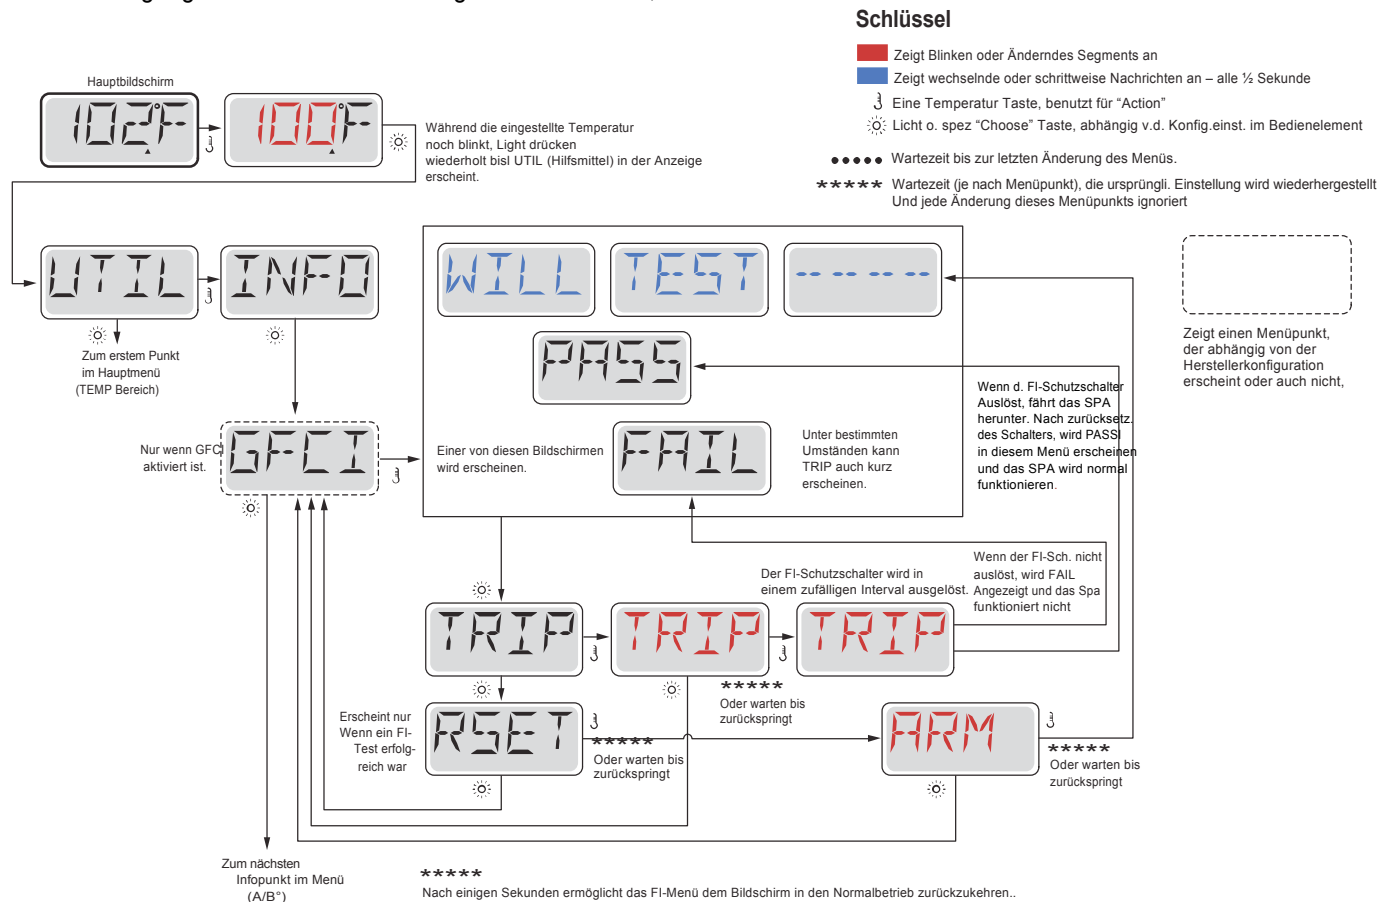 Schlüssel
Zeigt Blinken oder Änderndes Segments an
Zeigt wechselnde oder schrittweise Nachrichten an – alle ½ Sekunde
Eine Temperatur Taste, benutzt für “Action”
Licht o. spez “Choose” Taste, abhängig v.d. Konfig.einst. im Bedienelement
Wartezeit bis zur letzten Änderung des Menüs.
***** Wartezeit (je nach Menüpunkt), die ursprüngli. Einstellung wird wiederhergestellt
Und jede Änderung dieses Menüpunkts ignoriert
Hauptbildschirm
102°F
100°F
Während die eingestellte Temperatur
noch blinkt, Light drücken
wiederholt bisl UTIL (Hilfsmittel) in der Anzeige
erscheint.
UTIL
INFO
WILL
TEST
-- -- -- --
Zeigt einen Menüpunkt,
der abhängig von der
Herstellerkonfiguration
erscheint oder auch nicht,
Zum erstem Punkt
im Hauptmenü
(TEMP Bereich)
PASS
Wenn d. FI-Schutzschalter
Auslöst, fährt das SPA
herunter. Nach zurücksetz.
des Schalters, wird PASSI
in diesem Menü erscheinen
und das SPA wird normal
funktionieren.
Nur wenn GFCI
aktiviert ist.
GFCI
Einer von diesen Bildschirmen
wird erscheinen.
FAIL
Unter bestimmten
Umständen kann
TRIP auch kurz
erscheinen.
Der FI-Schutzschalter wird in
einem zufälligen Interval ausgelöst.
Wenn der FI-Sch. nicht
auslöst, wird FAIL
Angezeigt und das Spa
funktioniert nicht
TRIP
TRIP
TRIP
*****
Oder warten bis
zurückspringt
Erscheint nur
Wenn ein FI-
Test erfolg-
reich war
RSET
*****
Oder warten bis
zurückspringt
ARM
*****
Oder warten bis
zurückspringt
Zum nächsten
Infopunkt im Menü
(A/B°)
*****
Nach einigen Sekunden ermöglicht das FI-Menü dem Bildschirm in den Normalbetrieb zurückzukehren..